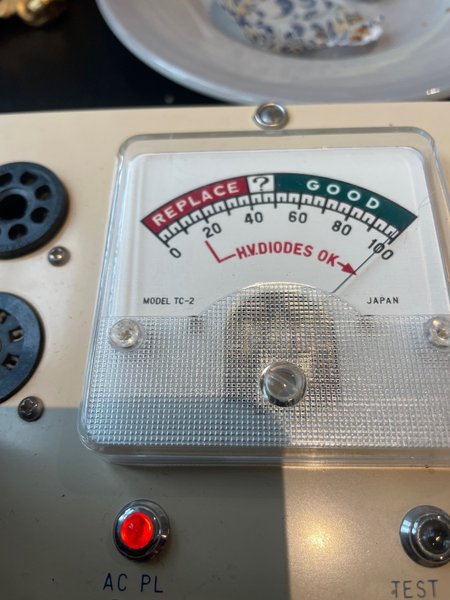 REPLACE ? GOOD
0 20 40 60 80 100
H.V. DIODES OK
MODEL TC-2
JAPAN
AC PL
TEST